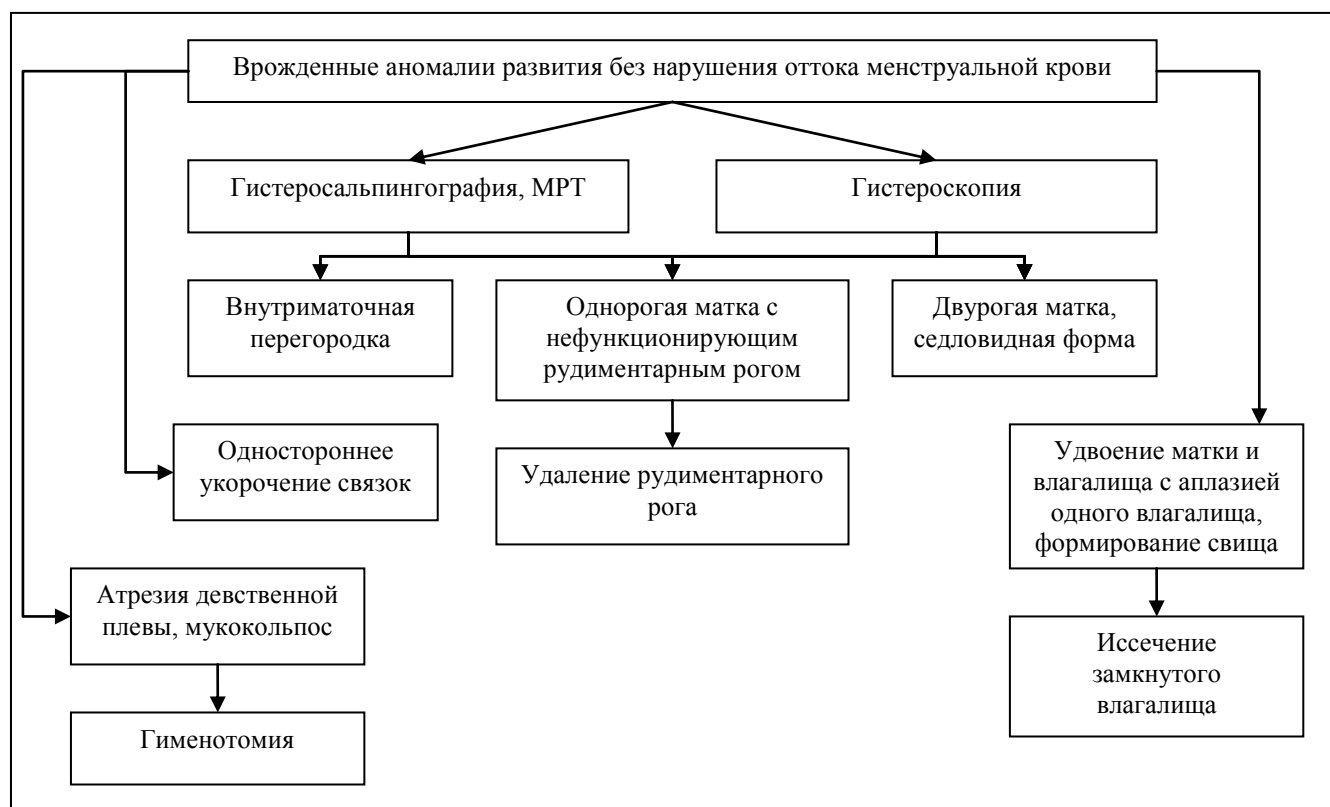 Врожденные аномалии развития без нарушения оттока менструальной крови
Гистеросальпингография, МРТ
Гистероскопия
Внутриматочная
перегородка
Однорогая матка с
нефункционирующим
рудиментарным рогом
Двурогая матка,
седловидная форма
Одностороннее
укорочение связок
Удаление рудиментарного
рога
Удвоение матки и
влагалища с аплазией
одного влагалища,
формирование свища
Атрезия девственной
плевы, мукокольпос
Иссечение
замкнутого
влагалища
Гименотомия